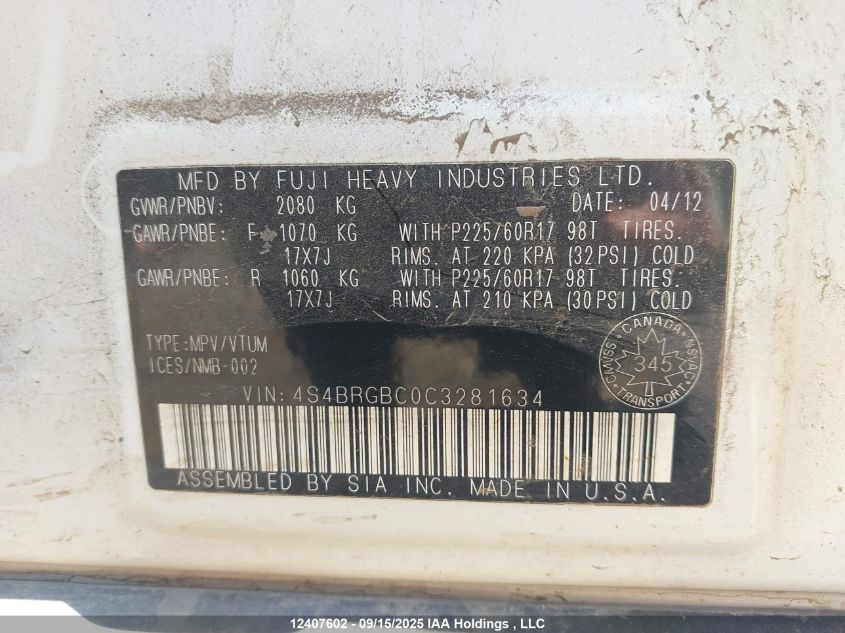 MFD BY FUJI HEAVY INDUSTRIES LTD.
GVWR/PNBV: 2080 KG DATE: 04/12
GAWR/PNBE: F 1070 KG WITH P225/60R17 98T TIRES.
17X7J RIMS. AT 220 KPA (32PSI) COLD
GAWR/PNBE: R 1060 KG WITH P225/60R17 98T TIRES.
17X7J RIMS. AT 210 KPA (30PSI) COLD
TYPE:MPV/VTUM
ICES/NMB-002
CANADA
CMVSS 345 NSVAC
TRANSPORT
VIN: 4S4BRGBC0C3281634
ASSEMBLED BY SIA INC. MADE IN U.S.A.
12407602 - 09/15/2025 IAA Holdings , LLC